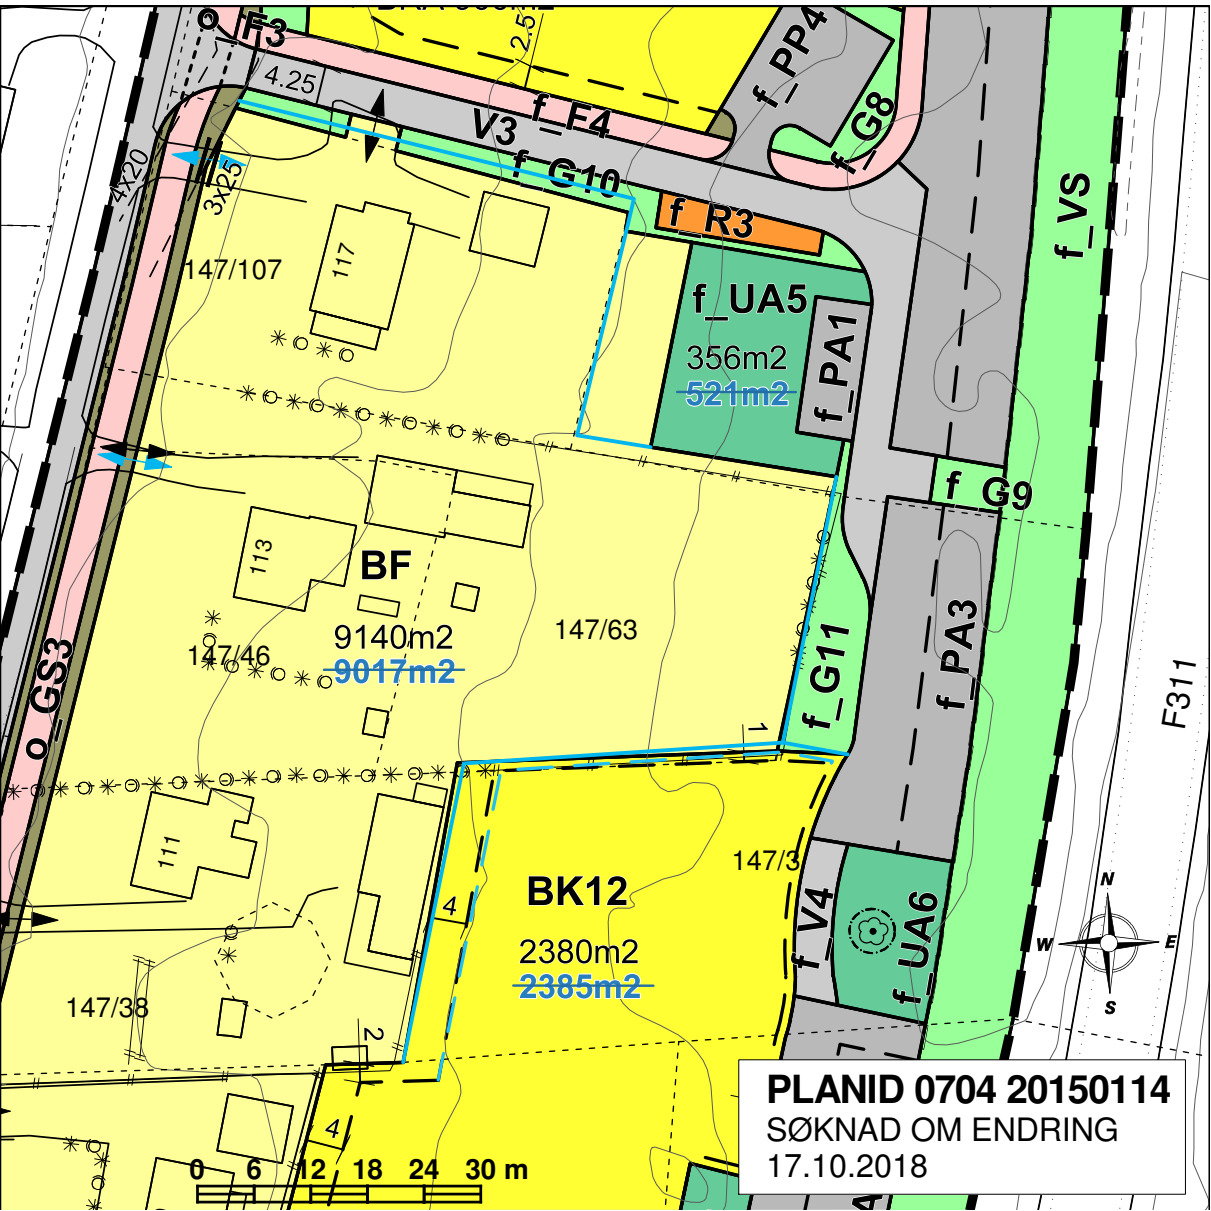 o_F3
2.5
f_PP4
4.25
f_F4
V3
f_G8
f_G10
4x20
3x25
f_VS
f_R3
117
147/107
f_UA5
356m2
521m2
f_PA1
f_G9
113
BF
9140m2
9017m2
147/63
147/46
o_GS3
f_G11
f_PA3
F311
1
111
147/3
BK12
4
2380m2
2385m2
f_V4
f_UA6
N
W
E
S
147/38
2
4
PLANID 0704 20150114
SØKNAD OM ENDRING
17.10.2018
0 6 12 18 24 30 m